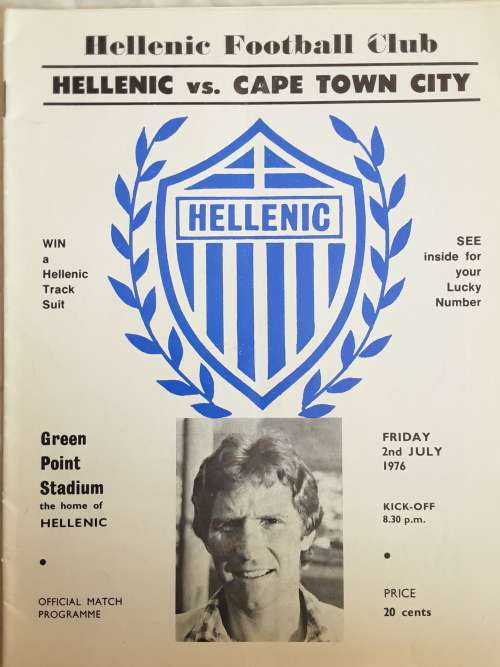 Hellenic Football Club
HELLENIC vs. CAPE TOWN CITY
WIN
a
Hellenic
Track
Suit
HELLENIC
SEE
inside for
your
Lucky
Number
Green
Point
Stadium
the home of
HELLENIC
•
OFFICIAL MATCH
PROGRAMME
FRIDAY
2nd JULY
1976
KICK-OFF
8.30 p.m.
•
PRICE
20 cents